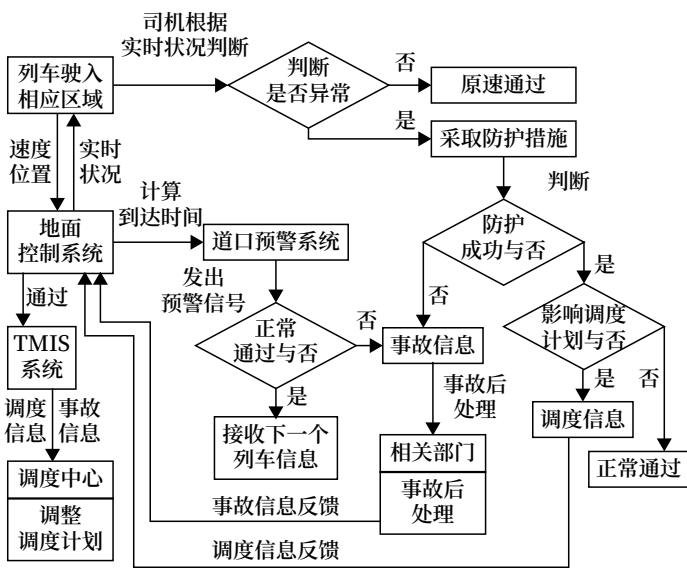 司机根据
实时状况判断
列车驶入
相应区域
判断
是否异常
否
原速通过
是
采取防护措施
速度
位置
实时
状况
计算
到达时间
判断
地面
控制系统
道口预警系统
防护
成功与否
发出
预警信号
通过
否
是
影响调度
计划与否
TMIS
系统
正常
通过与否
否
事故信息
是
事故后
处理
是
否
调度
信息
事故
信息
接收下一个
列车信息
调度信息
相关部门
事故后
处理
正常通过
调度中心
调整
调度计划
事故信息反馈
调度信息反馈